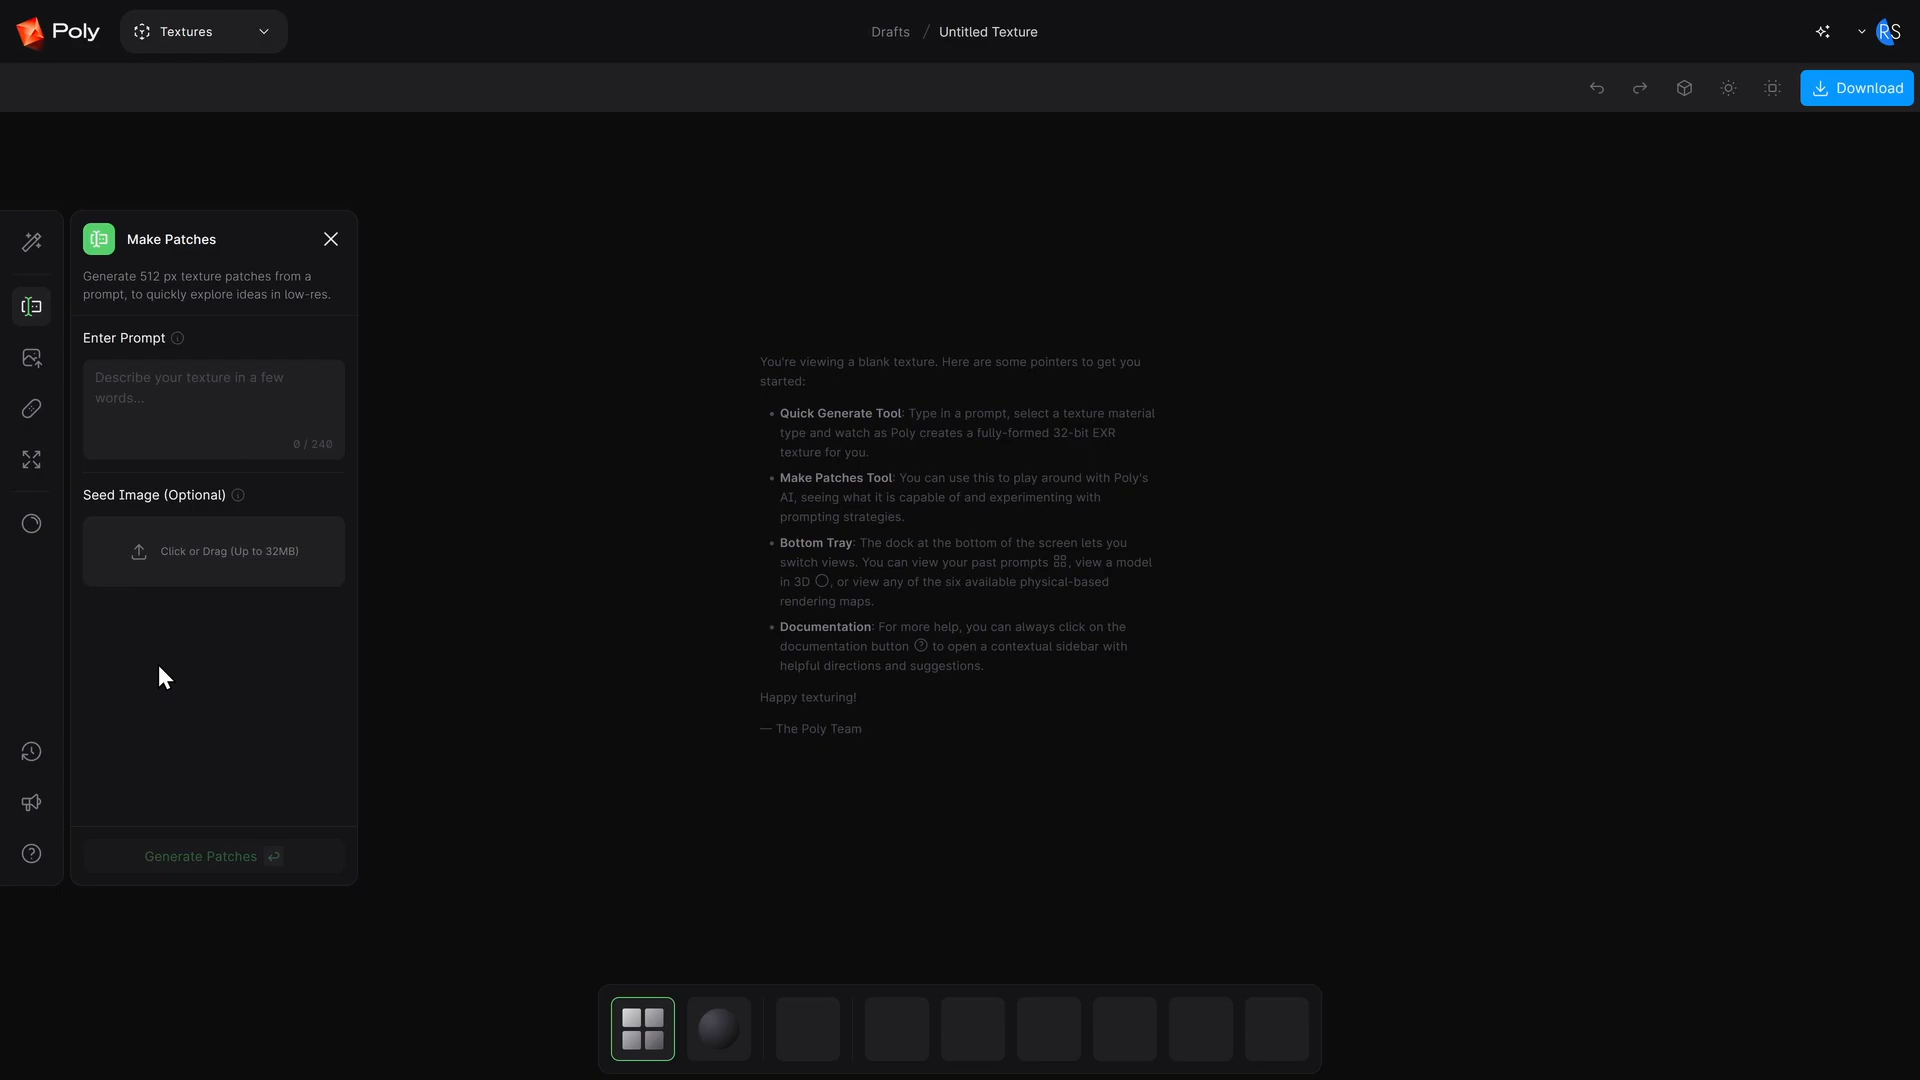 Poly
Textures
Drafts / Untitled Texture
RS
Download
Make Patches
Generate 512 px texture patches from a
prompt, to quickly explore ideas in low-res.
Enter Prompt
Describe your texture in a few
words...
0 / 240
Seed Image (Optional)
Click or Drag (Up to 32MB)
Generate Patches
You're viewing a blank texture. Here are some pointers to get you
started:
• Quick Generate Tool: Type in a prompt, select a texture material
type and watch as Poly creates a fully-formed 32-bit EXR
texture for you.
• Make Patches Tool: You can use this to play around with Poly's
AI, seeing what it is capable of and experimenting with
prompting strategies.
• Bottom Tray: The dock at the bottom of the screen lets you
switch views. You can view your past prompts , view a model
in 3D , or view any of the six available physical-based
rendering maps.
• Documentation: For more help, you can always click on the
documentation button to open a contextual sidebar with
helpful directions and suggestions.
Happy texturing!
— The Poly Team